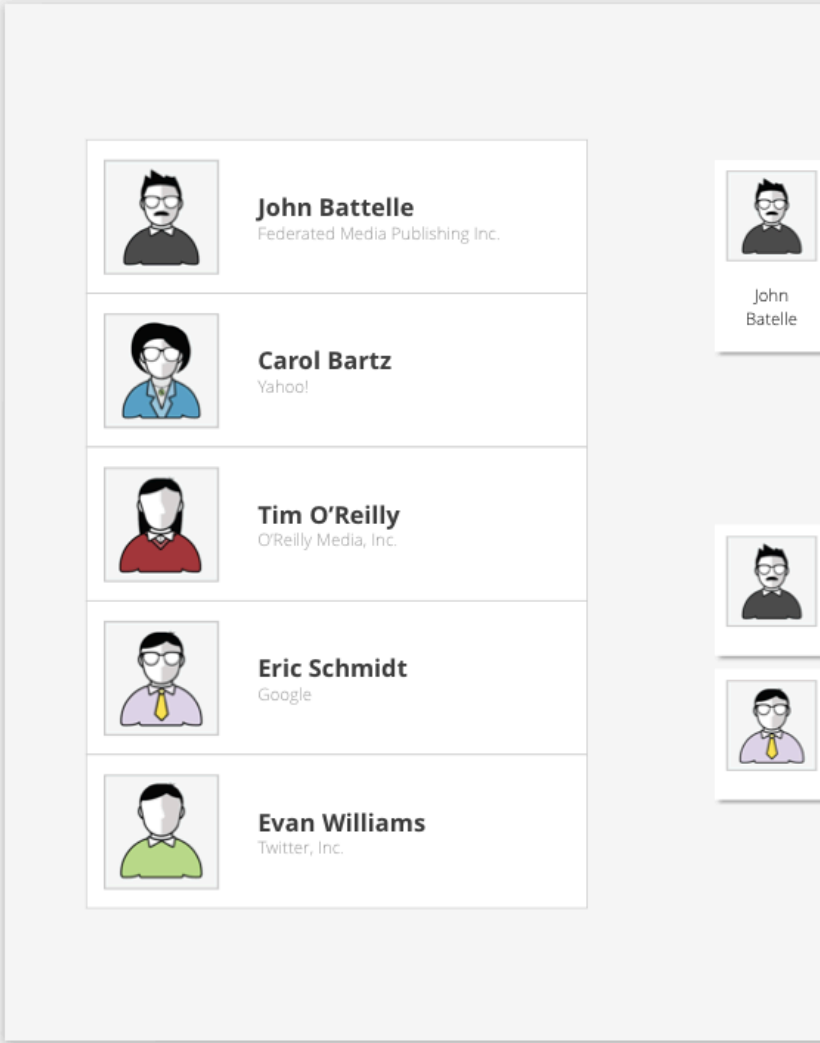 John Battelle
Federated Media Publishing Inc.
Carol Bartz
Yahoo!
Tim O’Reilly
O’Reilly Media, Inc.
Eric Schmidt
Google
Evan Williams
Twitter, Inc.
John
Batelle